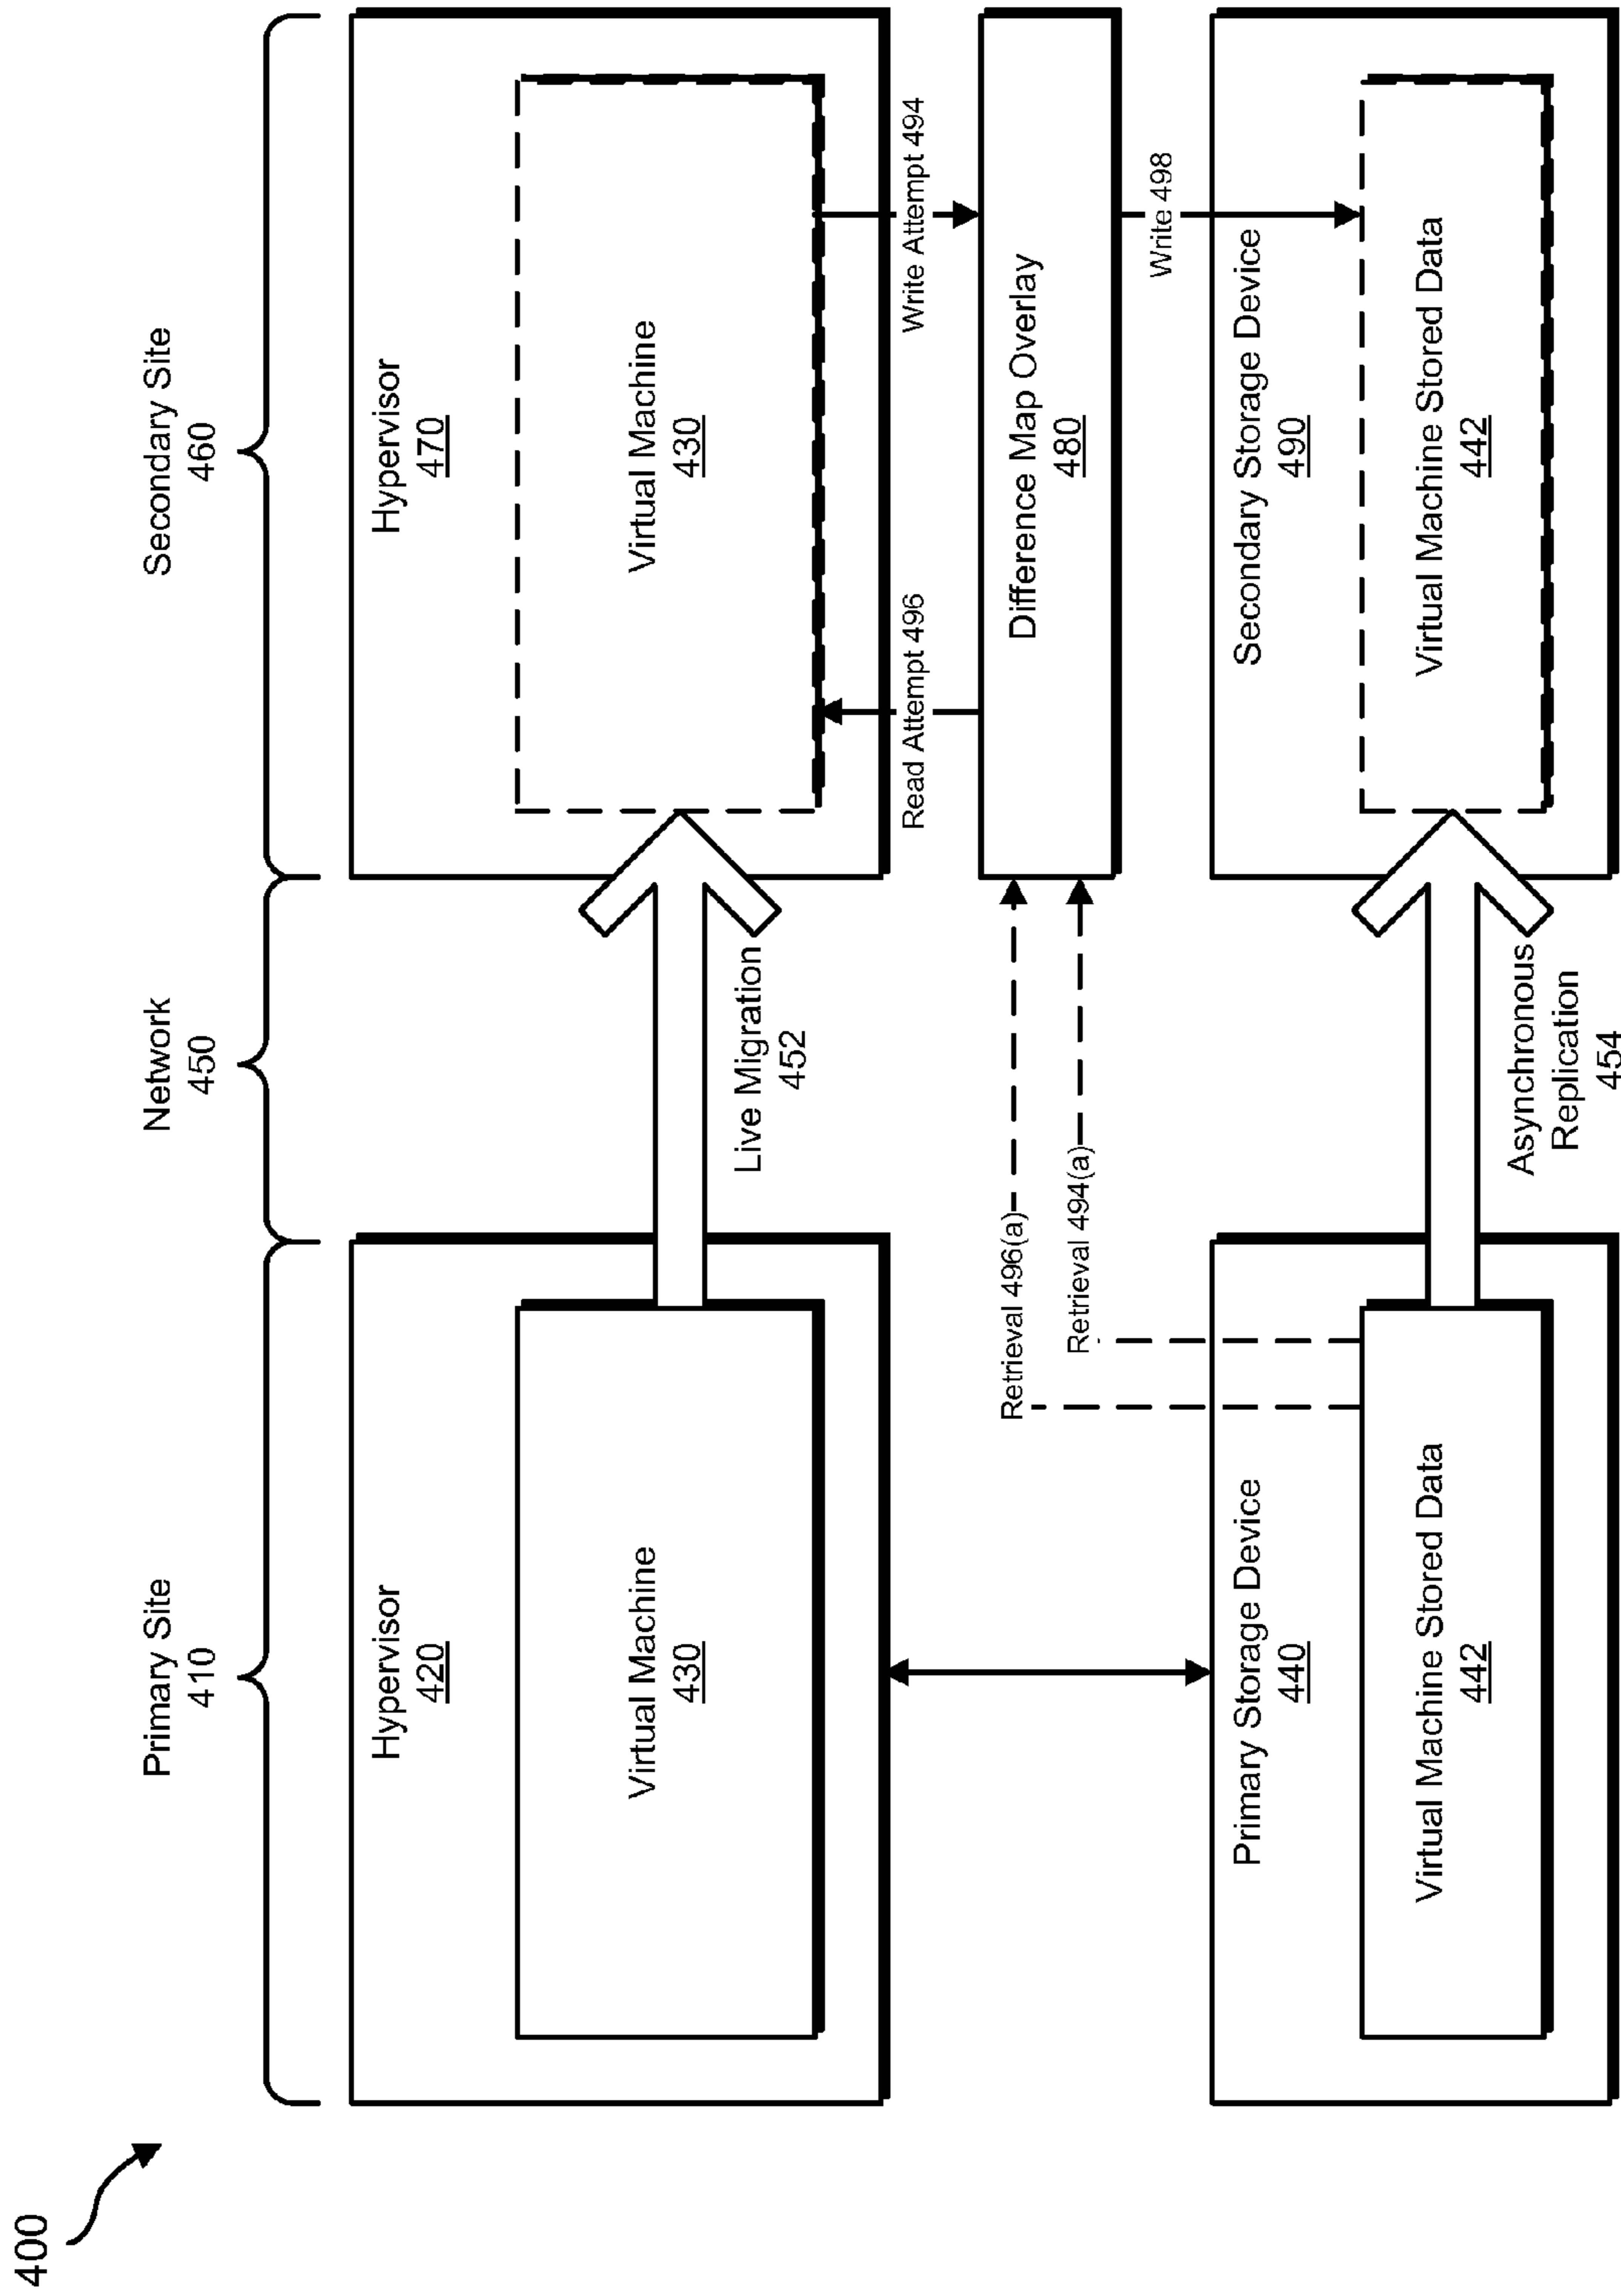 400
Primary Site
410
Network
450
Secondary Site
460
Hypervisor
420
Virtual Machine
430
Live Migration
452
Hypervisor
470
Virtual Machine
430
Retrieval 496(a)
Retrieval 494(a)
Read Attempt 496
Write Attempt 494
Difference Map Overlay
480
Write 498
Primary Storage Device
440
Virtual Machine Stored Data
442
Asynchronous
Replication
454
Secondary Storage Device
490
Virtual Machine Stored Data
442